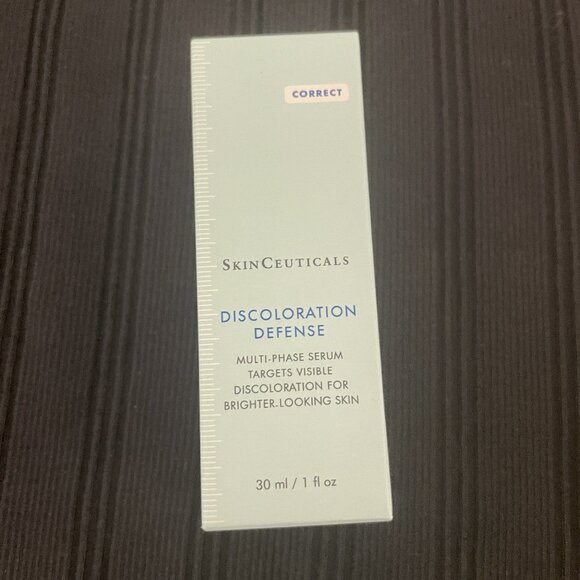 CORRECT
SKINCEUTICALS
DISCOLORATION
DEFENSE
MULTI-PHASE SERUM
TARGETS VISIBLE
DISCOLORATION FOR
BRIGHTER-LOOKING SKIN
30 ml / 1 fl oz